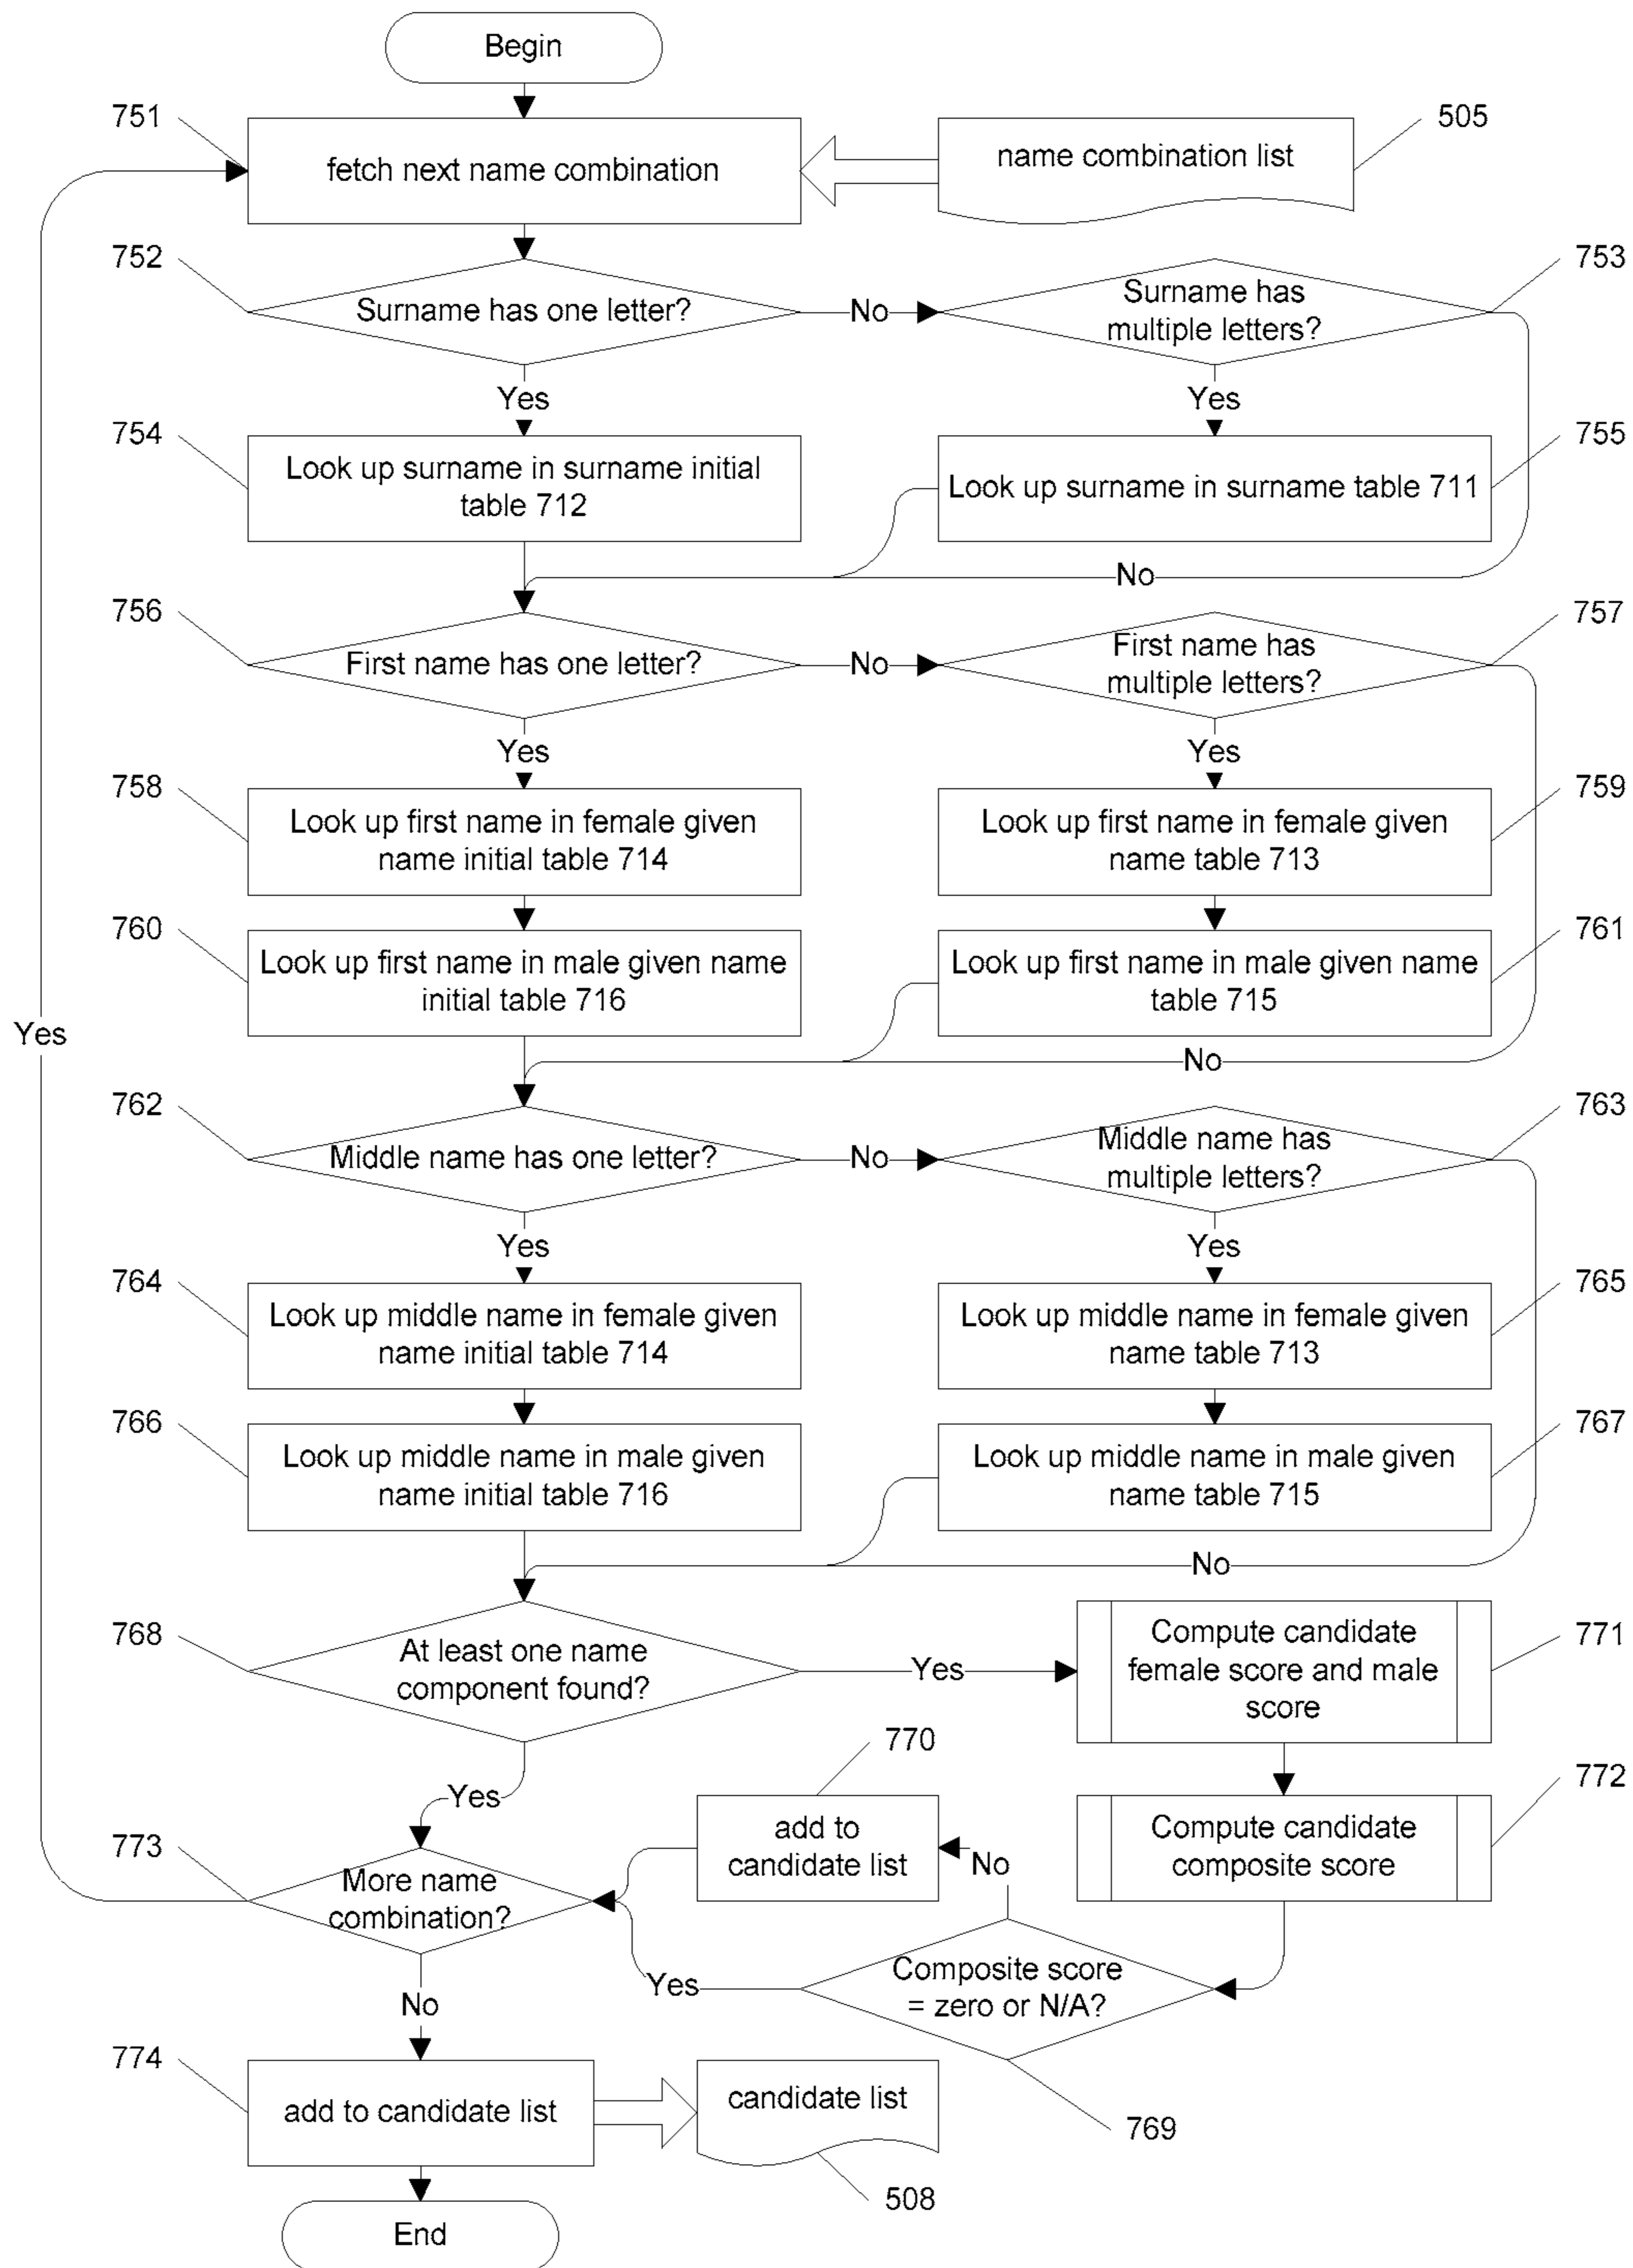 Begin
751
505
fetch next name combination
name combination list
752
753
Surname has one letter?
No
Surname has
multiple letters?
Yes
Yes
754
755
Look up surname in surname initial
table 712
Look up surname in surname table 711
No
756
757
First name has one letter?
No
First name has
multiple letters?
Yes
Yes
758
759
Look up first name in female given
name initial table 714
Look up first name in female given
name table 713
760
761
Look up first name in male given name
initial table 716
Look up first name in male given name
table 715
Yes
No
762
763
Middle name has one letter?
No
Middle name has
multiple letters?
Yes
Yes
764
765
Look up middle name in female given
name initial table 714
Look up middle name in female given
name table 713
766
767
Look up middle name in male given
name initial table 716
Look up middle name in male given
name table 715
No
768
771
At least one name
component found?
Yes
Compute candidate
female score and male
score
770
772
Yes
add to
candidate list
No
Compute candidate
composite score
773
More name
combination?
Yes
Composite score
= zero or N/A?
No
774
add to candidate list
candidate list
769
508
End